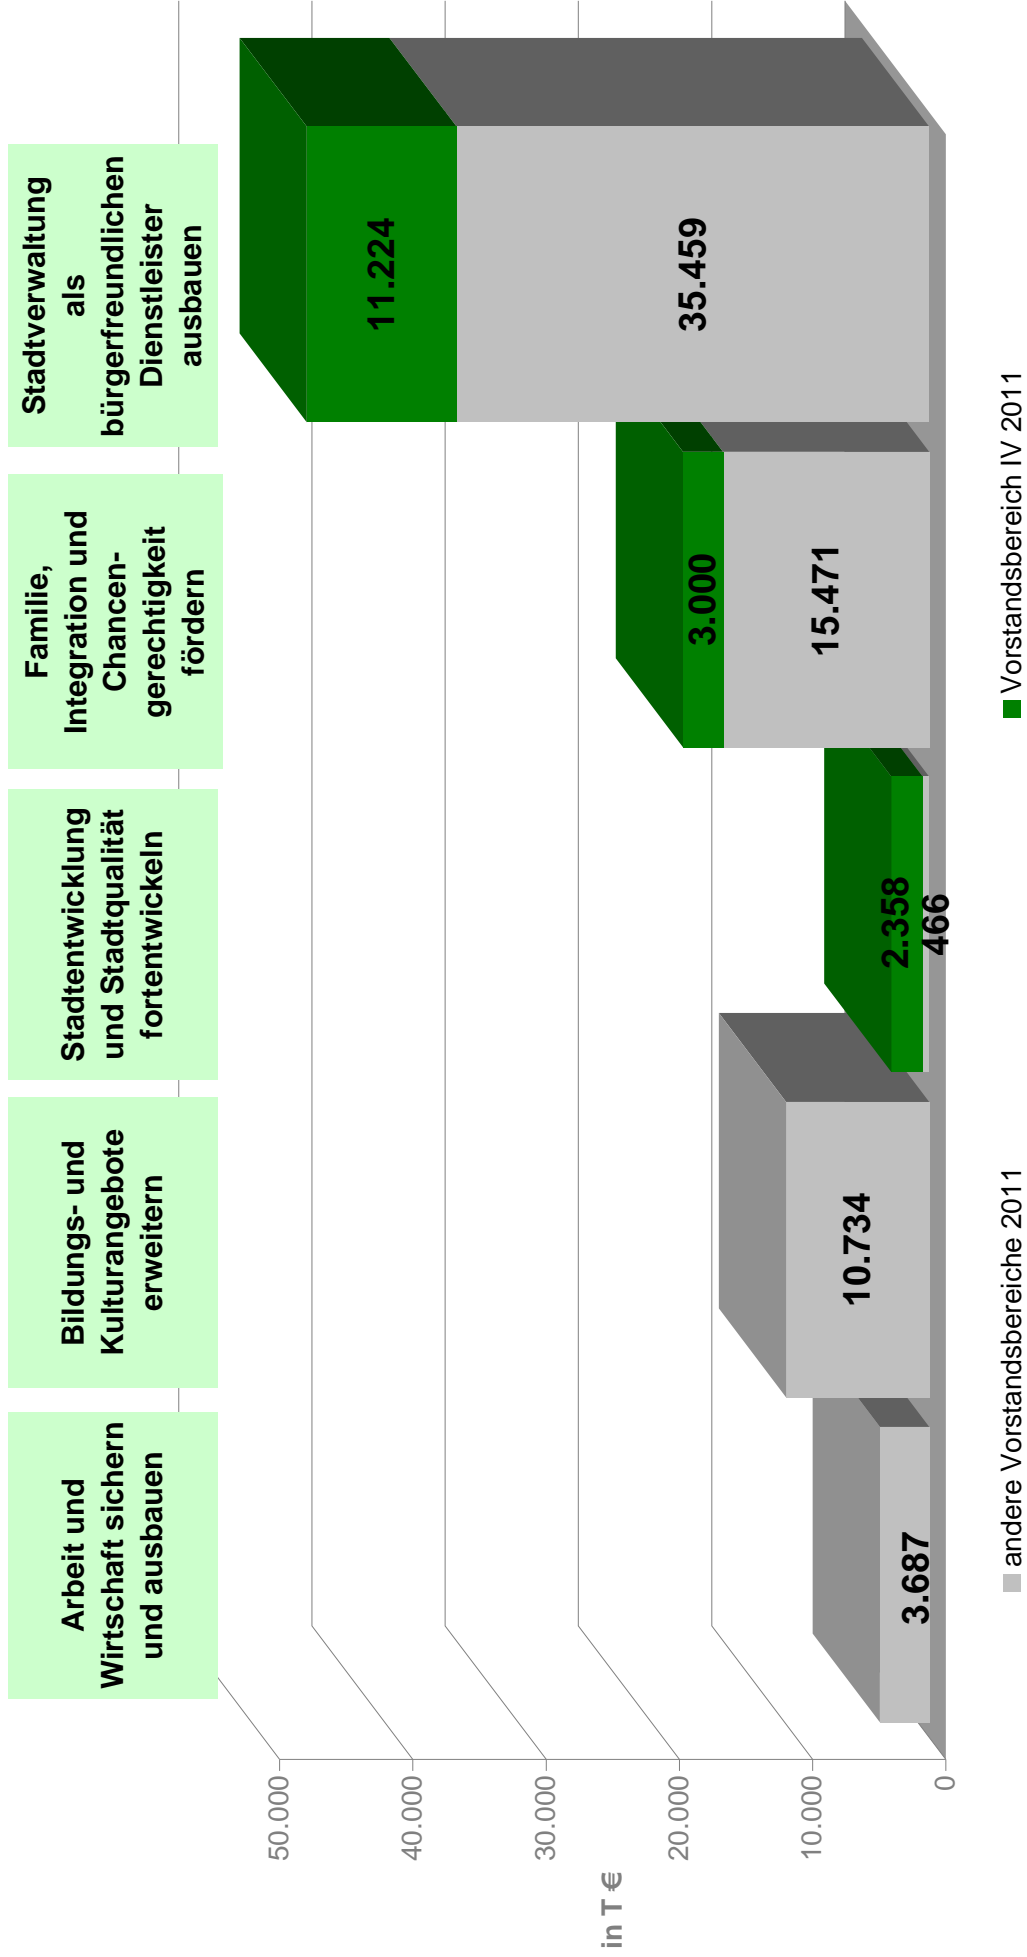 Arbeit und
Wirtschaft sichern
und ausbauen
Bildungs- und
Kulturangebote
erweitern
Stadtentwicklung
und Stadtqualität
fortentwickeln
Familie,
Integration und
Chancen-
gerechtigkeit
fördern
Stadtverwaltung
als
bürgerfreundlichen
Dienstleister
ausbauen
50.000
40.000
30.000
20.000
10.000
0
in T €
3.687
10.734
2.358
466
3.000
15.471
11.224
35.459
andere Vorstandsbereiche 2011
Vorstandsbereich IV 2011